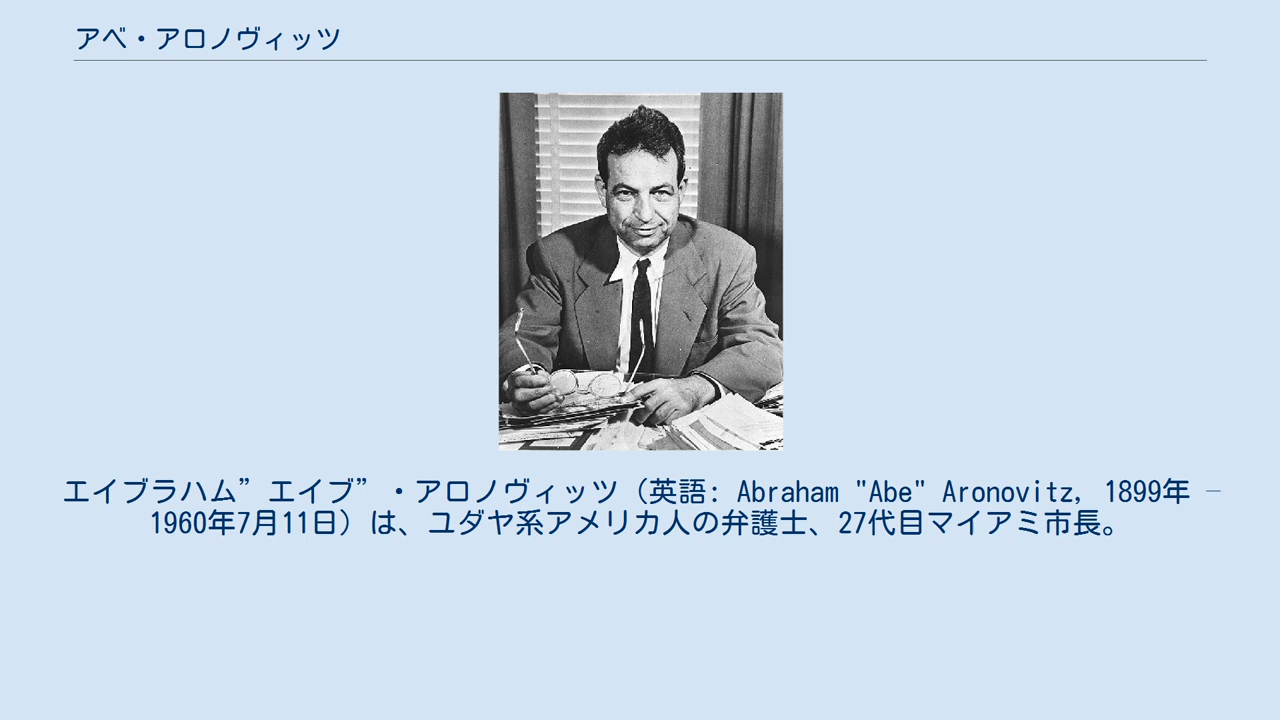 アベ・アロノヴィッツ
エイブラハム”エイブ”・アロノヴィッツ（英語: Abraham "Abe" Aronovitz, 1899年 –
1960年7月11日）は、ユダヤ系アメリカ人の弁護士、27代目マイアミ市長。